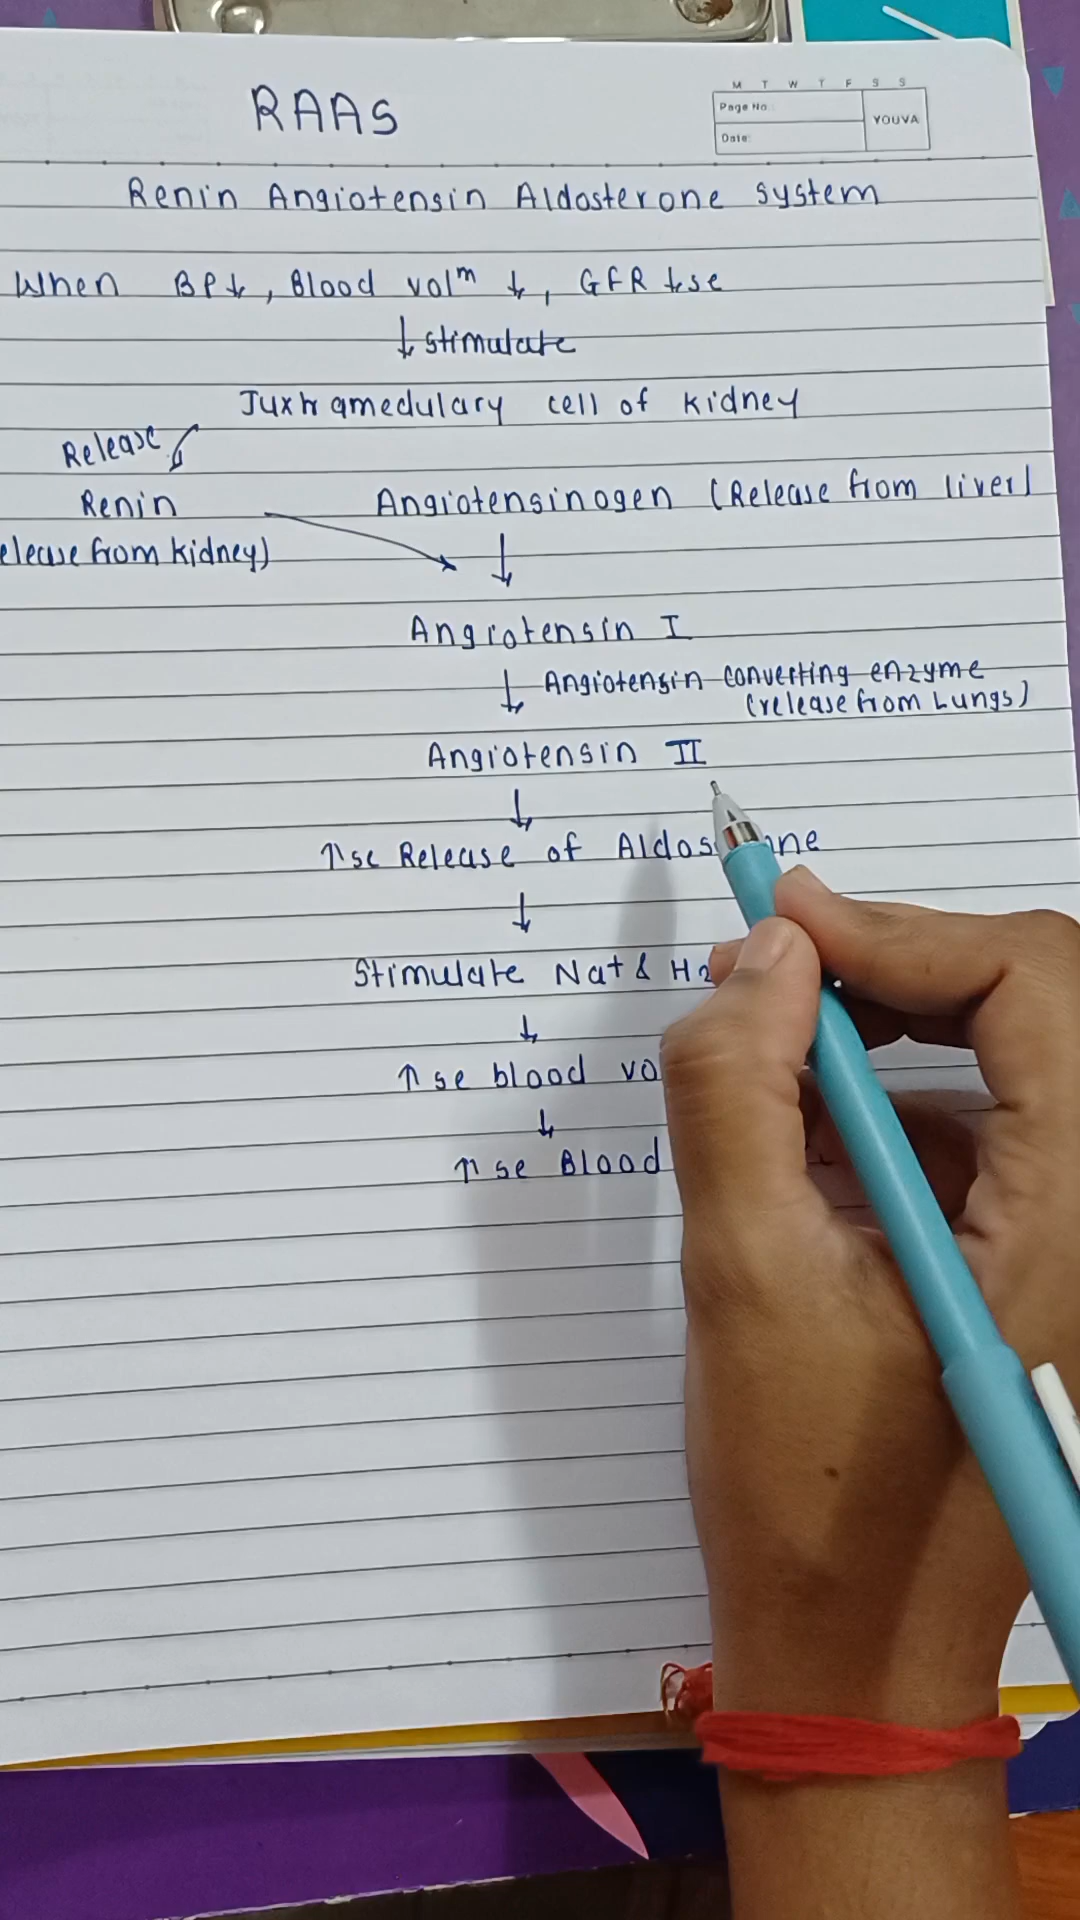 RAAS
M T W T F S S
Page No.:
Date:
YOUVA
Renin Angiotensin Aldosterone system
When BP↓, Blood volᵐ ↓, GFR ↓se
↓ stimulate
Juxtramedulary cell of kidney
Release
Renin
Angiotensinogen (Release from liver)
elease from kidney)
↓
Angiotensin I
↓ Angiotensin converting enzyme
(release from Lungs)
Angiotensin II
↓
↑se Release of Aldos ne
↓
Stimulate Na+ & H2
↓
↑se blood vo
↓
↑se Blood